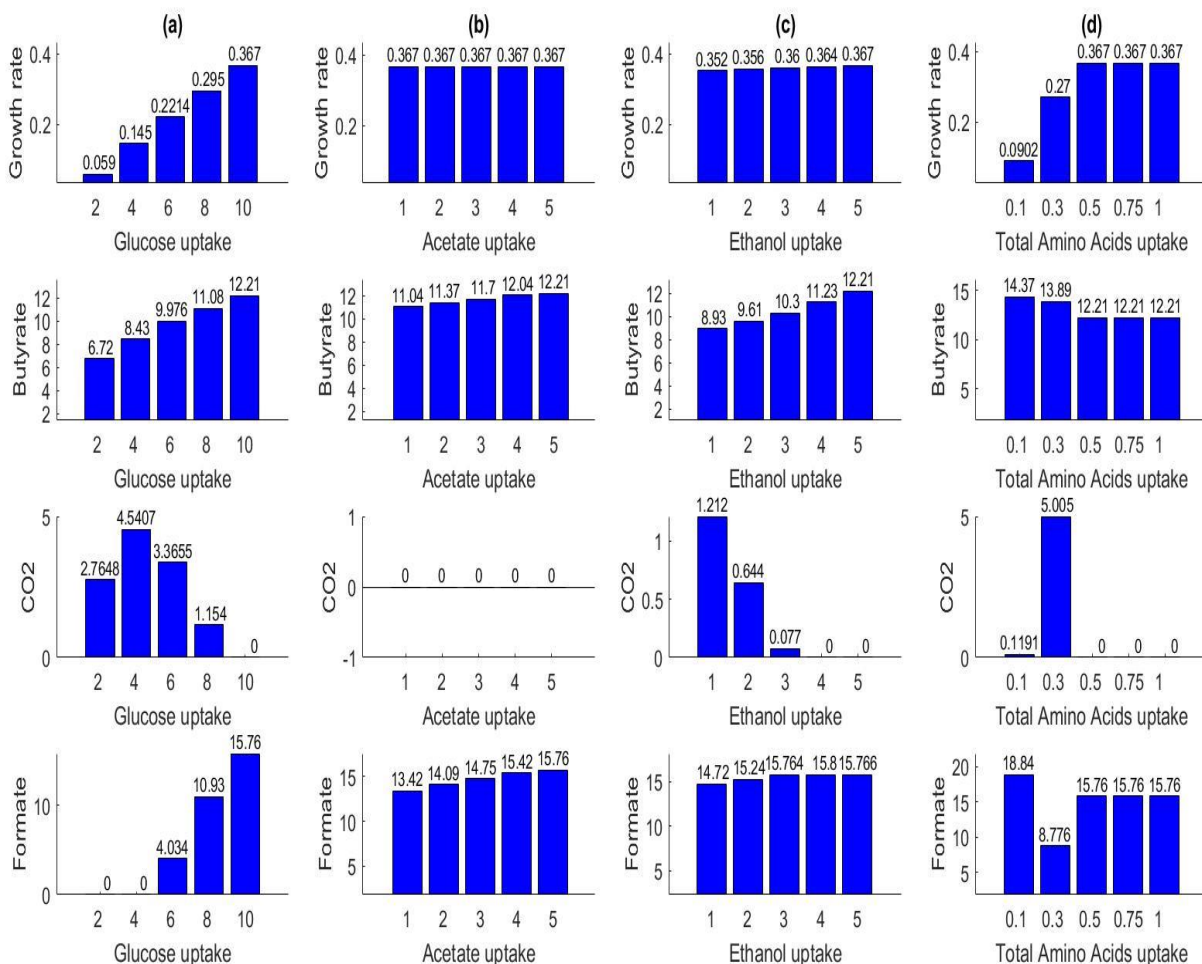 (a)
0.4
0.2
Growth rate
0.059
0.145
0.2214
0.295
0.367
2 4 6 8 10
Glucose uptake
(b)
0.4
0.2
Growth rate
0.367 0.367 0.367 0.367 0.367
1 2 3 4 5
Acetate uptake
(c)
0.4
0.2
Growth rate
0.352 0.356 0.36 0.364 0.367
1 2 3 4 5
Ethanol uptake
(d)
0.4
0.2
Growth rate
0.0902
0.27
0.367 0.367 0.367
0.1 0.3 0.5 0.75 1
Total Amino Acids uptake
12
10
8
6
4
2
Butyrate
6.72
8.43
9.976
11.08
12.21
2 4 6 8 10
Glucose uptake
12
10
8
6
4
2
Butyrate
11.04 11.37 11.7 12.04 12.21
1 2 3 4 5
Acetate uptake
12
10
8
6
4
2
Butyrate
8.93 9.61 10.3 11.23 12.21
1 2 3 4 5
Ethanol uptake
15
10
5
Butyrate
14.37 13.89 12.21 12.21 12.21
0.1 0.3 0.5 0.75 1
Total Amino Acids uptake
5
0
CO2
2.7648
4.5407
3.3655
1.154
0
2 4 6 8 10
Glucose uptake
1
0
-1
CO2
0 0 0 0 0
1 2 3 4 5
Acetate uptake
1
0.5
0
CO2
1.212
0.644
0.077
0 0
1 2 3 4 5
Ethanol uptake
5
0
CO2
0.1191
5.005
0 0 0
0.1 0.3 0.5 0.75 1
Total Amino Acids uptake
10
0
Formate
0 0
4.034
10.93
15.76
2 4 6 8 10
Glucose uptake
15
10
5
Formate
13.42 14.09 14.75 15.42 15.76
1 2 3 4 5
Acetate uptake
15
10
5
Formate
14.72 15.24 15.764 15.8 15.766
1 2 3 4 5
Ethanol uptake
20
15
10
5
Formate
18.84
8.776
15.76 15.76 15.76
0.1 0.3 0.5 0.75 1
Total Amino Acids uptake